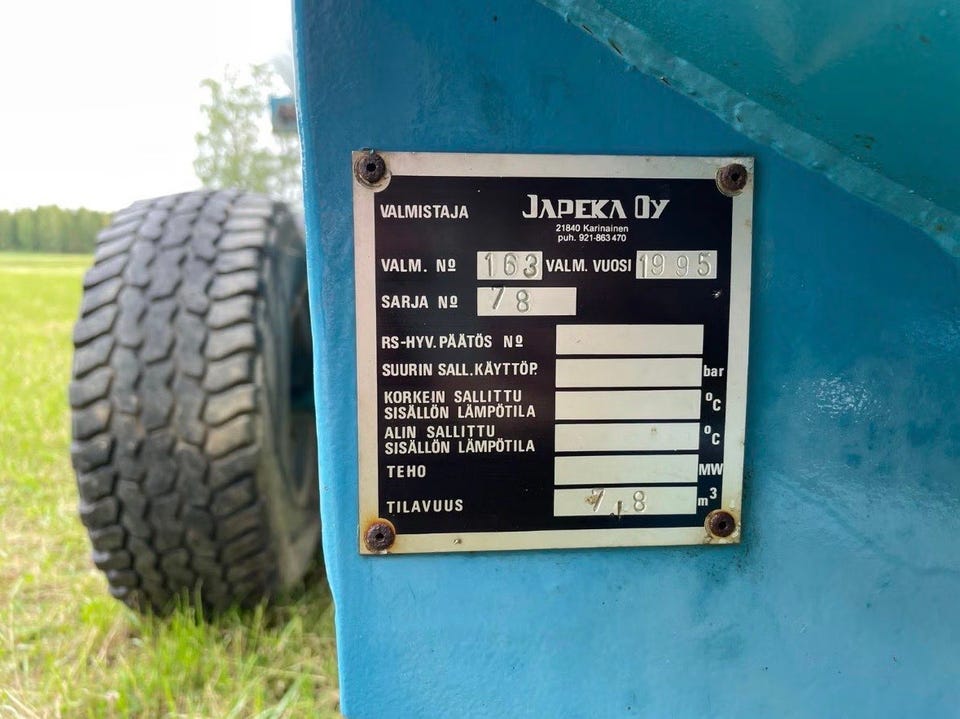 VALMISTAJA JAPEKA OY
21840 Karinainen
puh. 921-863 470
VALM. Nº 163 VALM. VUOSI 1995
SARJA Nº 78
RS-HYV. PÄÄTÖS Nº
SUURIN SALL. KÄYTTÖP. bar
KORKEIN SALLITTU
SISÄLLÖN LÄMPÖTILA ºC
ALIN SALLITTU
SISÄLLÖN LÄMPÖTILA ºC
TEHO MW
TILAVUUS 7,8 m³